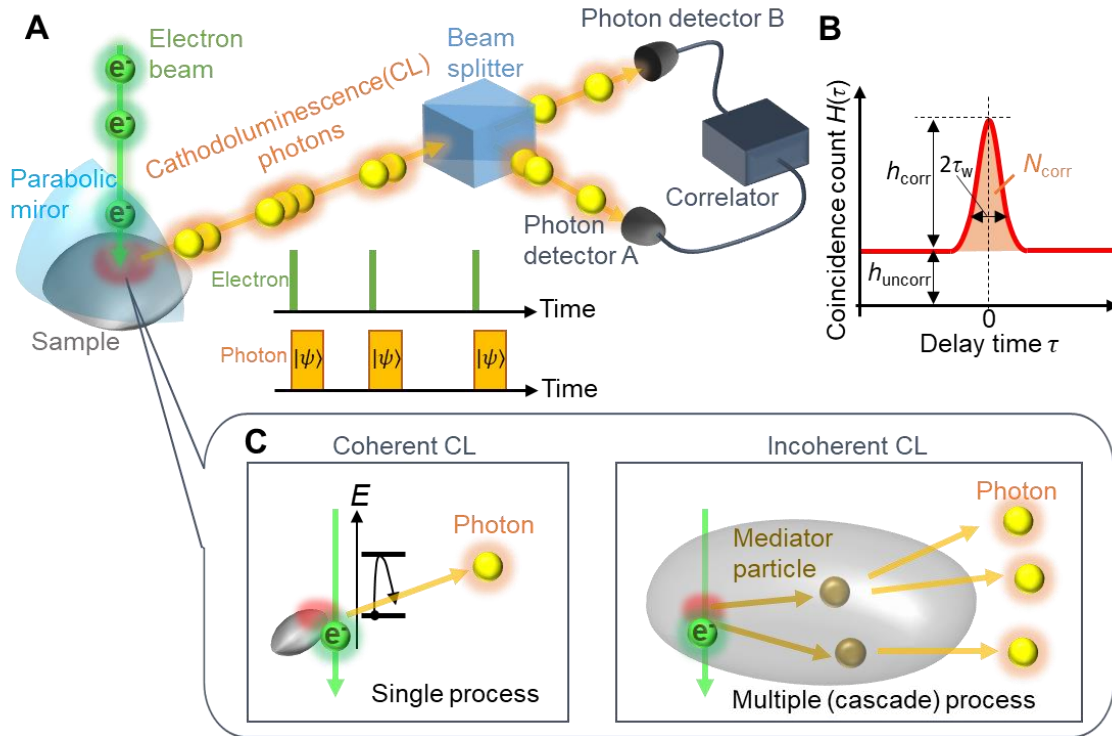 A
Electron
beam
Cathodoluminescence(CL)
photons
Beam
splitter
Photon detector B
Correlator
Photon
detector A
Parabolic
miror
Sample
e-
e-
e-
Electron
Time
Photon
|ψ⟩
|ψ⟩
|ψ⟩
Time
B
Coincidence count H(τ)
h_corr
2τ_w
N_corr
h_uncorr
0
Delay time τ
C
Coherent CL
E
Photon
e-
Single process
Incoherent CL
Photon
Mediator
particle
e-
Multiple (cascade) process